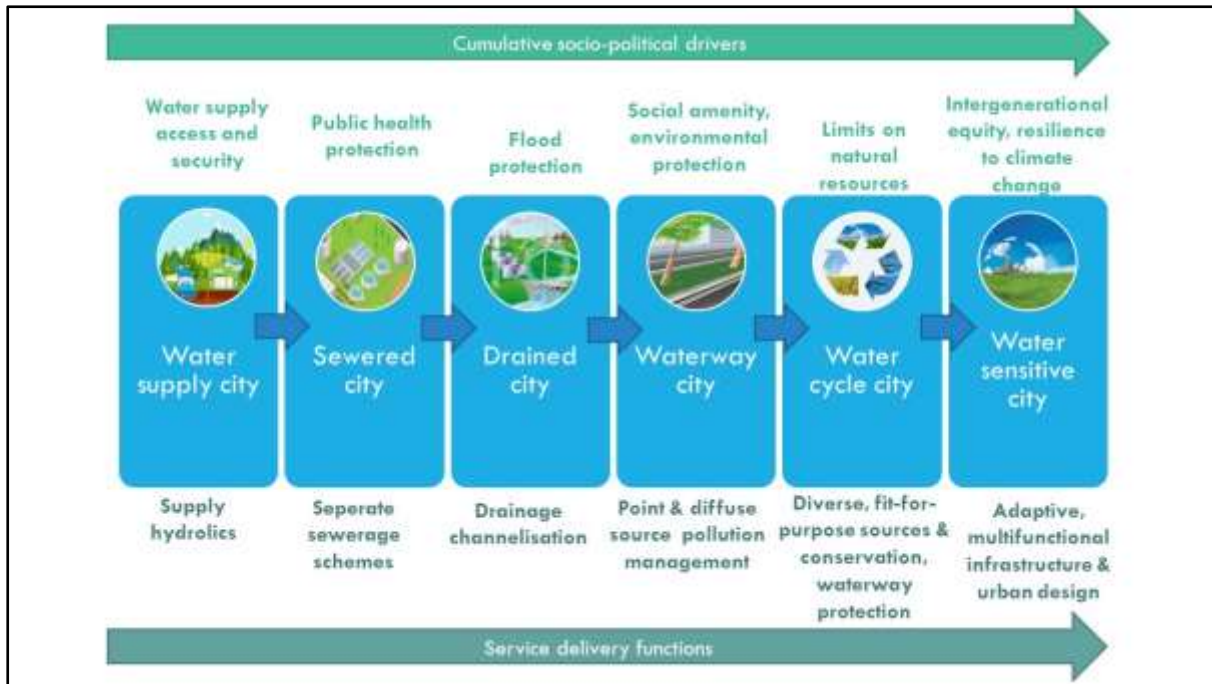 Cumulative socio-political drivers
Water supply
access and
security
Public health
protection
Flood
protection
Social amenity,
environmental
protection
Limits on
natural
resources
Intergenerational
equity, resilience
to climate
change
Water
supply city
Sewered
city
Drained
city
Waterway
city
Water
cycle city
Water
sensitive
city
Supply
hydrolics
Seperate
sewerage
schemes
Drainage
channelisation
Point & diffuse
source pollution
management
Diverse, fit-for-
purpose sources &
conservation,
waterway
protection
Adaptive,
multifunctional
infrastructure &
urban design
Service delivery functions